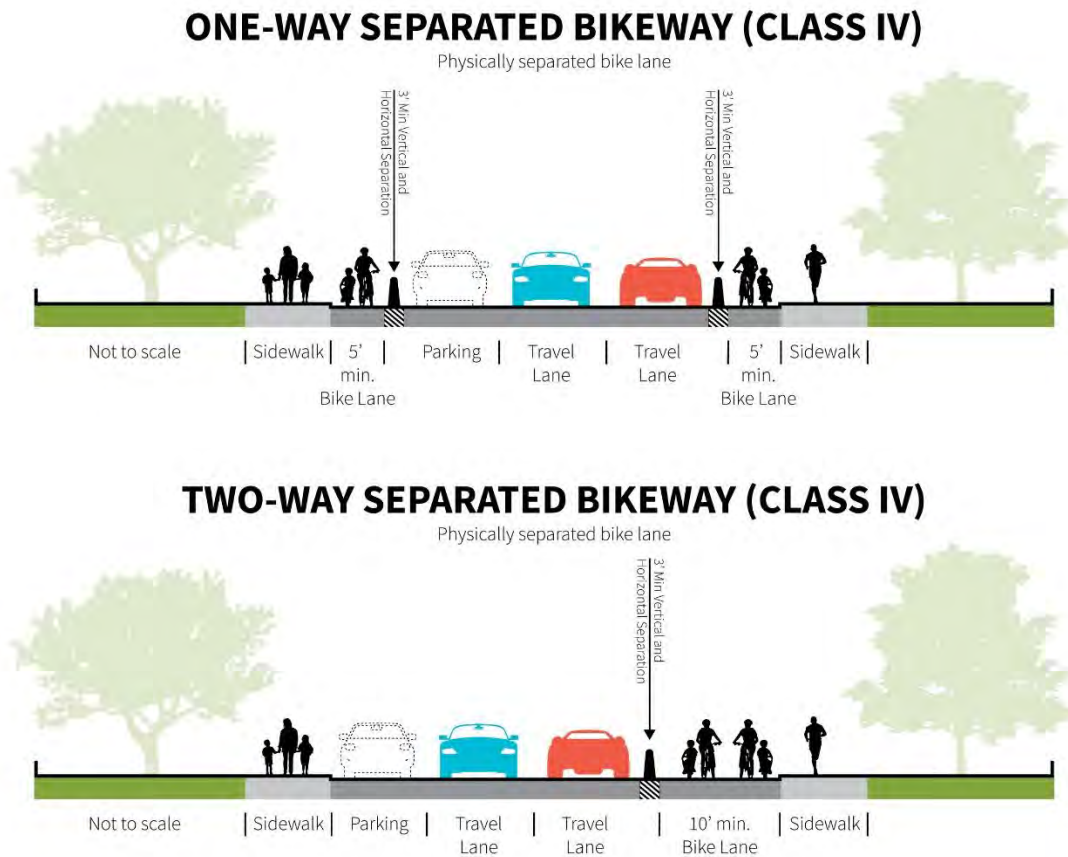 ONE-WAY SEPARATED BIKEWAY (CLASS IV)
Physically separated bike lane
3' Min Vertical and
Horizontal Separation
3' Min Vertical and
Horizontal Separation
Not to scale
Sidewalk
5'
min.
Bike Lane
Parking
Travel
Lane
Travel
Lane
5'
min.
Bike Lane
Sidewalk
TWO-WAY SEPARATED BIKEWAY (CLASS IV)
Physically separated bike lane
3' Min Vertical and
Horizontal Separation
Not to scale
Sidewalk
Parking
Travel
Lane
Travel
Lane
10' min.
Bike Lane
Sidewalk